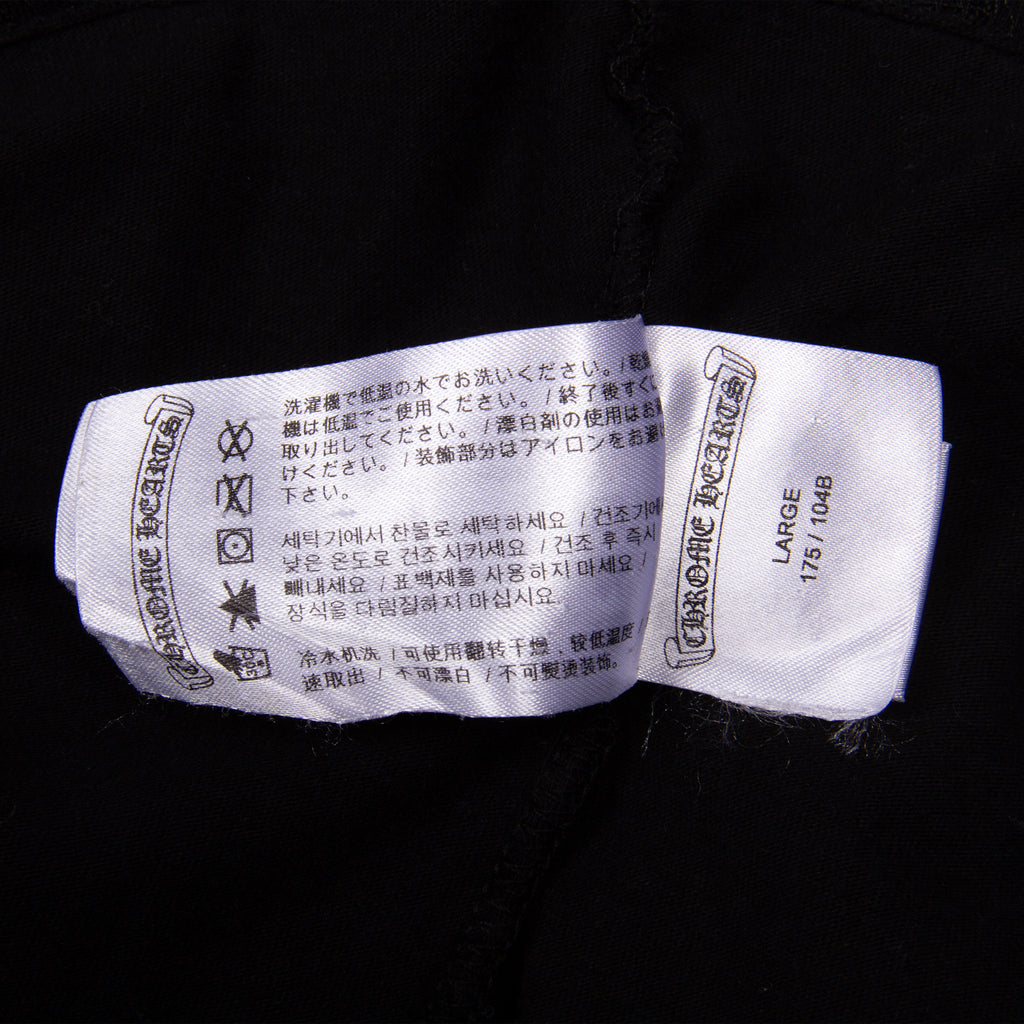 CHROME HEARTS
洗濯機で低温の水でお洗いください。/ 乾燥
機は低温でご使用ください。/ 終了後すぐに
取り出してください。/ 漂白剤の使用はお
けください。/ 装飾部分はアイロンをお避
下さい。
세탁기에서 찬물로 세탁하세요 / 건조기에
낮은 온도로 건조 시키세요 / 건조 후 즉시
빼내세요 / 표백제를 사용하지 마세요 /
장식을 다림질하지 마십시요.
冷水机洗 / 可使用翻转干燥﹑较低温度 /
速取出 / 不可漂白 / 不可熨烫装饰。
CHROME HEARTS
LARGE
175 / 104B